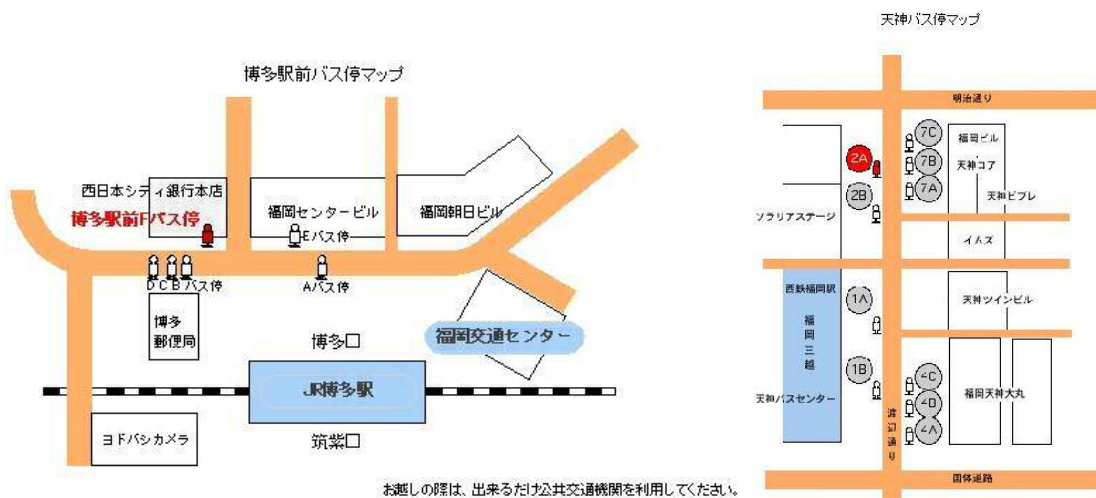 天神バス停マップ
博多駅前バス停マップ
明治通り
7C
福岡ビル
2A
7B
天神コア
西日本シティ銀行本店
7A
天神ビブレ
博多駅前Fバス停
福岡センタービル
福岡朝日ビル
2B
ソラリアステージ
Eバス停
イムズ
D C B バス停
Aバス停
西鉄福岡駅
1A
天神ツインビル
博多
郵便局
博多口
福岡交通センター
福岡三越
JR博多駅
1B
4C
福岡天神大丸
天神バスセンター
4B
渡辺通り
4A
ヨドバシカメラ
筑紫口
国体道路
お越しの際は、出来るだけ公共交通機関を利用してください。